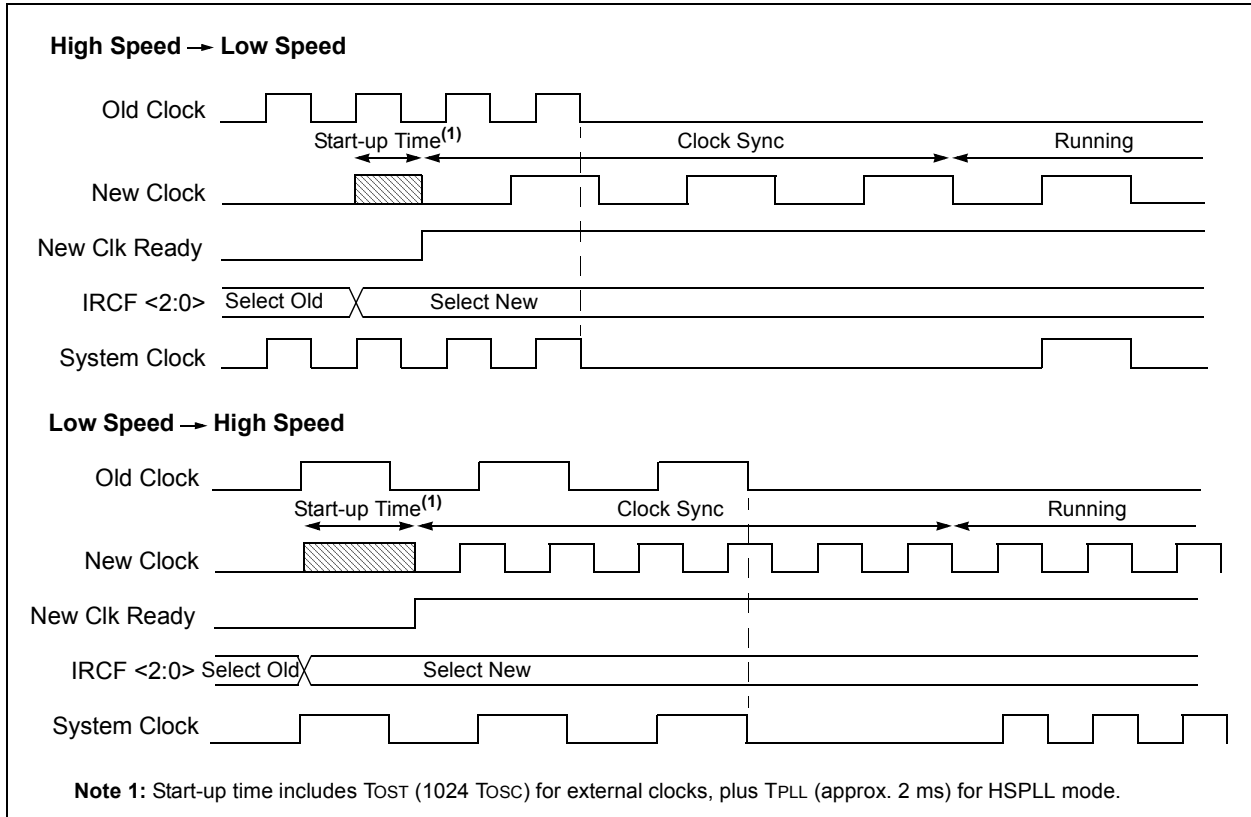 High Speed → Low Speed
Old Clock
Start-up Time(1) Clock Sync Running
New Clock
New Clk Ready
IRCF <2:0> Select Old Select New
System Clock
Low Speed → High Speed
Old Clock
Start-up Time(1) Clock Sync Running
New Clock
New Clk Ready
IRCF <2:0> Select Old Select New
System Clock
Note 1: Start-up time includes TOST (1024 TOSC) for external clocks, plus TPLL (approx. 2 ms) for HSPLL mode.